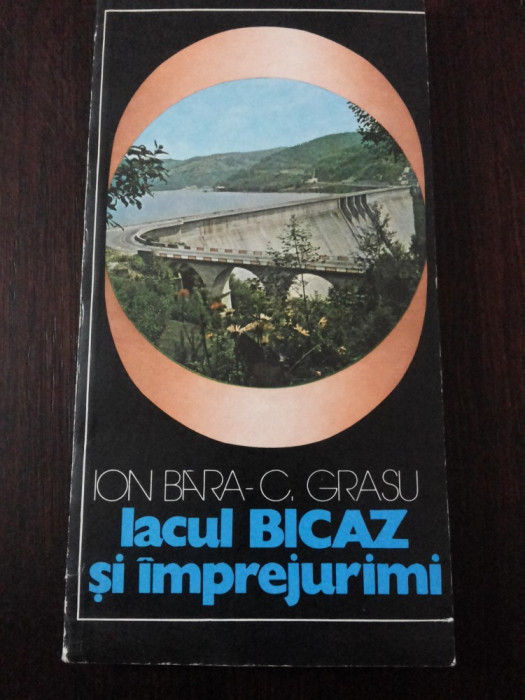 ION BĂRA-C. GRASU
lacul BICAZ
și împrejurimi